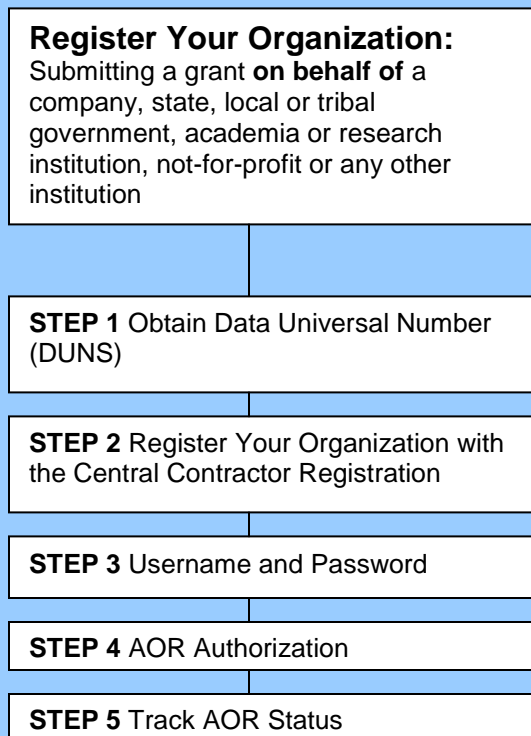 Register Your Organization:
Submitting a grant on behalf of a
company, state, local or tribal
government, academia or research
institution, not-for-profit or any other
institution
STEP 1 Obtain Data Universal Number
(DUNS)
STEP 2 Register Your Organization with
the Central Contractor Registration
STEP 3 Username and Password
STEP 4 AOR Authorization
STEP 5 Track AOR Status